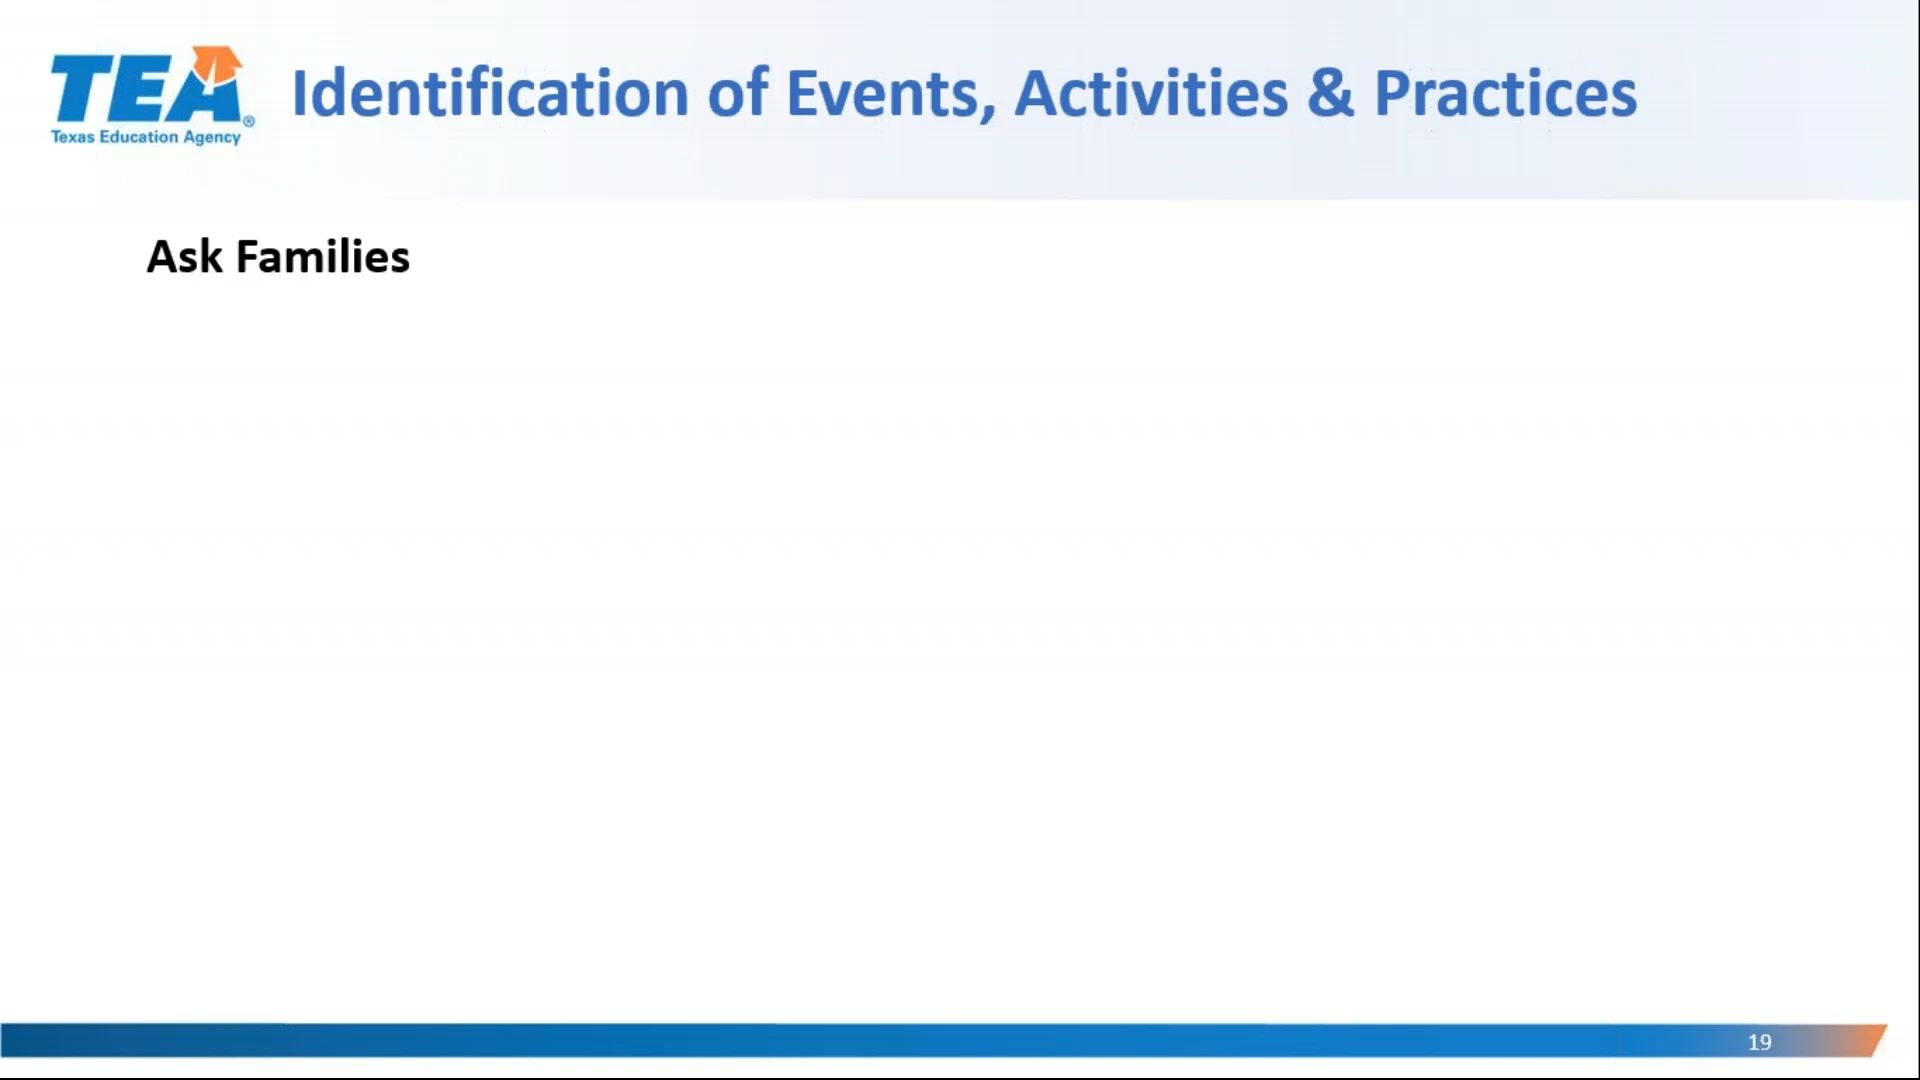 TEA®
Texas Education Agency
Identification of Events, Activities & Practices
Ask Families
19